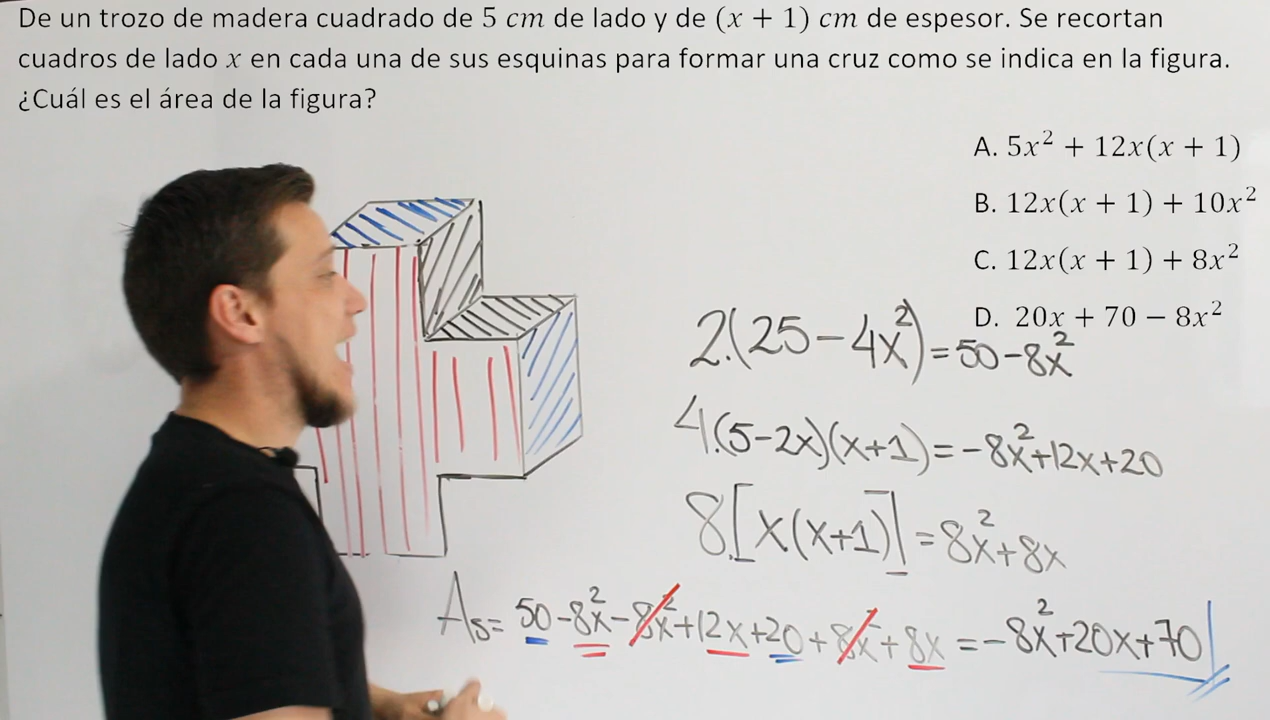 De un trozo de madera cuadrado de 5 cm de lado y de (x + 1) cm de espesor. Se recortan
cuadros de lado x en cada una de sus esquinas para formar una cruz como se indica en la figura.
¿Cuál es el área de la figura?
A. 5x² + 12x(x + 1)
B. 12x(x + 1) + 10x²
C. 12x(x + 1) + 8x²
D. 20x + 70 − 8x²
2.(25-4x²)=50-8x²
4.(5-2x)(x+1)=-8x²+12x+20
8[x(x+1)]=8x²+8x
As=50-8x²-8x²+12x+20+8x²+8x=-8x²+20x+70